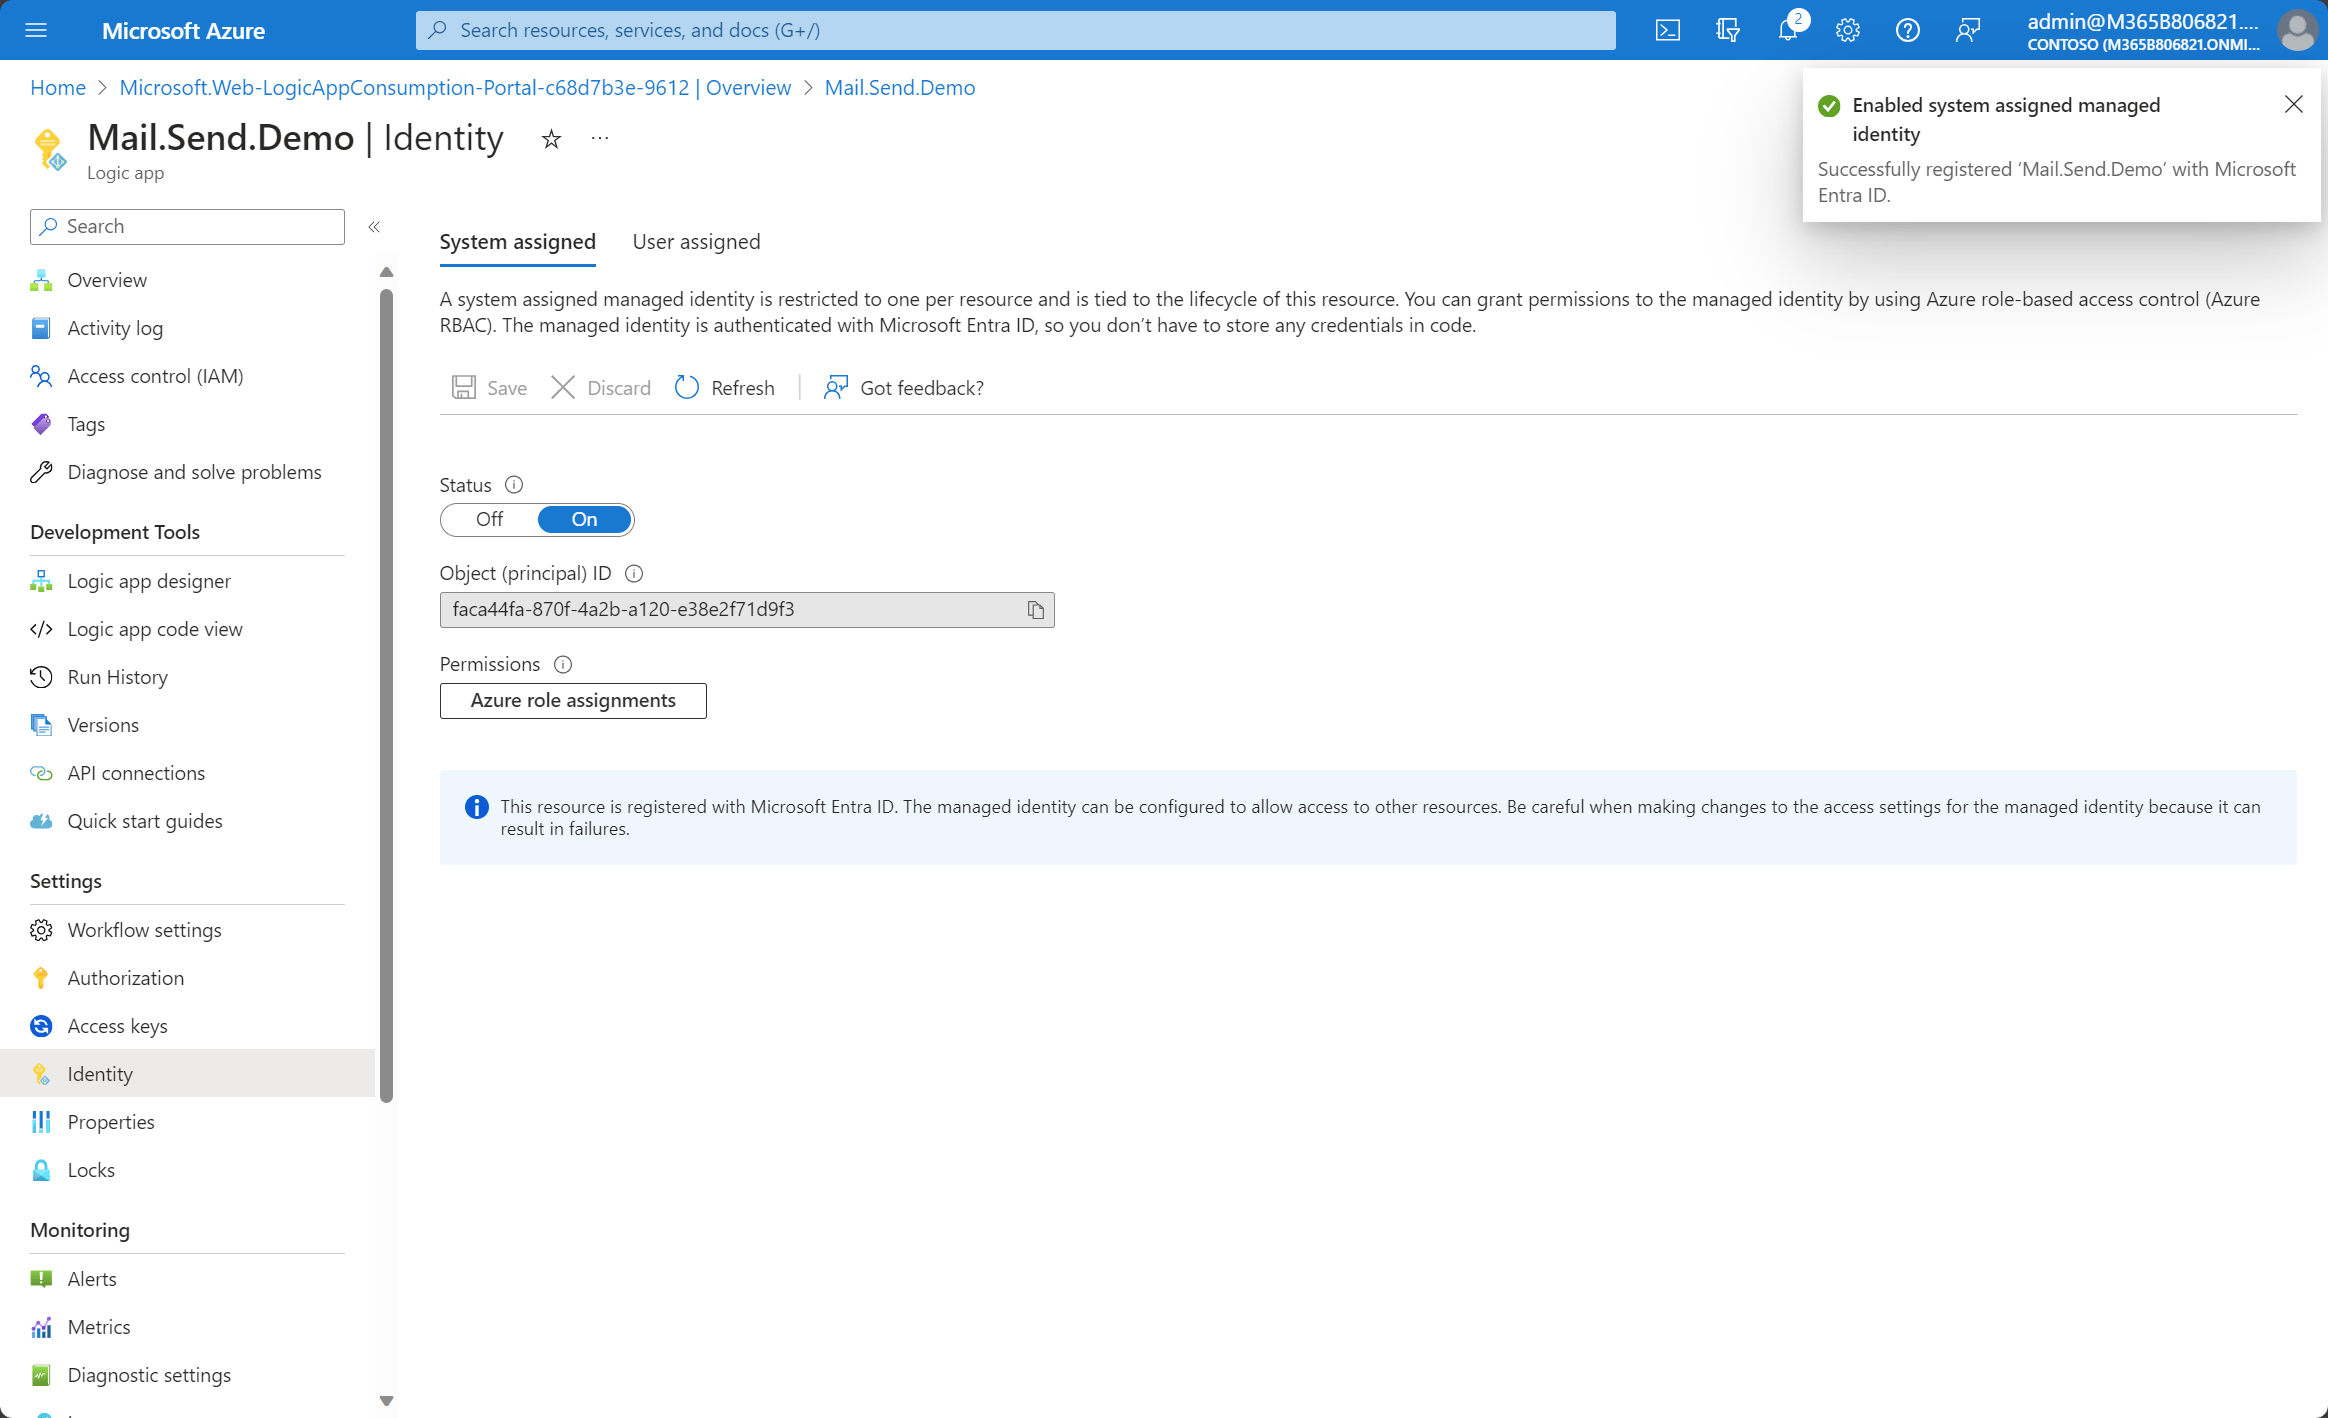 Microsoft Azure
Search resources, services, and docs (G+/)
2
admin@M365B806821....
CONTOSO (M365B806821.ONMI...
Home > Microsoft.Web-LogicAppConsumption-Portal-c68d7b3e-9612 | Overview > Mail.Send.Demo
Mail.Send.Demo | Identity
Logic app
Enabled system assigned managed
identity
Successfully registered ‘Mail.Send.Demo’ with Microsoft
Entra ID.
Search
Overview
Activity log
Access control (IAM)
Tags
Diagnose and solve problems
Development Tools
Logic app designer
Logic app code view
Run History
Versions
API connections
Quick start guides
Settings
Workflow settings
Authorization
Access keys
Identity
Properties
Locks
Monitoring
Alerts
Metrics
Diagnostic settings
System assigned
User assigned
A system assigned managed identity is restricted to one per resource and is tied to the lifecycle of this resource. You can grant permissions to the managed identity by using Azure role-based access control (Azure
RBAC). The managed identity is authenticated with Microsoft Entra ID, so you don’t have to store any credentials in code.
Save
Discard
Refresh
Got feedback?
Status
Off
On
Object (principal) ID
faca44fa-870f-4a2b-a120-e38e2f71d9f3
Permissions
Azure role assignments
This resource is registered with Microsoft Entra ID. The managed identity can be configured to allow access to other resources. Be careful when making changes to the access settings for the managed identity because it can
result in failures.